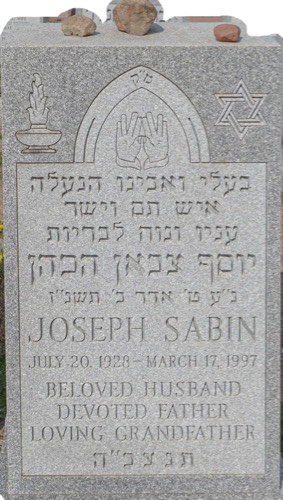 ט"ק
בעלי ואבינו הנעלה
איש תם וישר
עניו ונוח לבריות
יוסף צבאן הכהן
נ"ע ט' אדר ב' תשנ"ז
JOSEPH SABIN
JULY 20, 1928 – MARCH 17, 1997
BELOVED HUSBAND
DEVOTED FATHER
LOVING GRANDFATHER
תנצב"ה